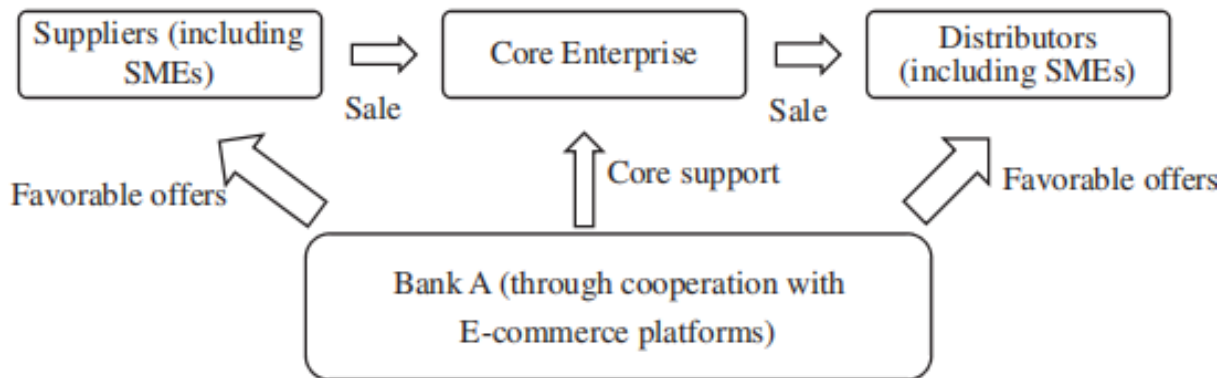 Suppliers (including
SMEs)
Core Enterprise
Distributors
(including SMEs)
Sale
Sale
Favorable offers
Core support
Favorable offers
Bank A (through cooperation with
E-commerce platforms)